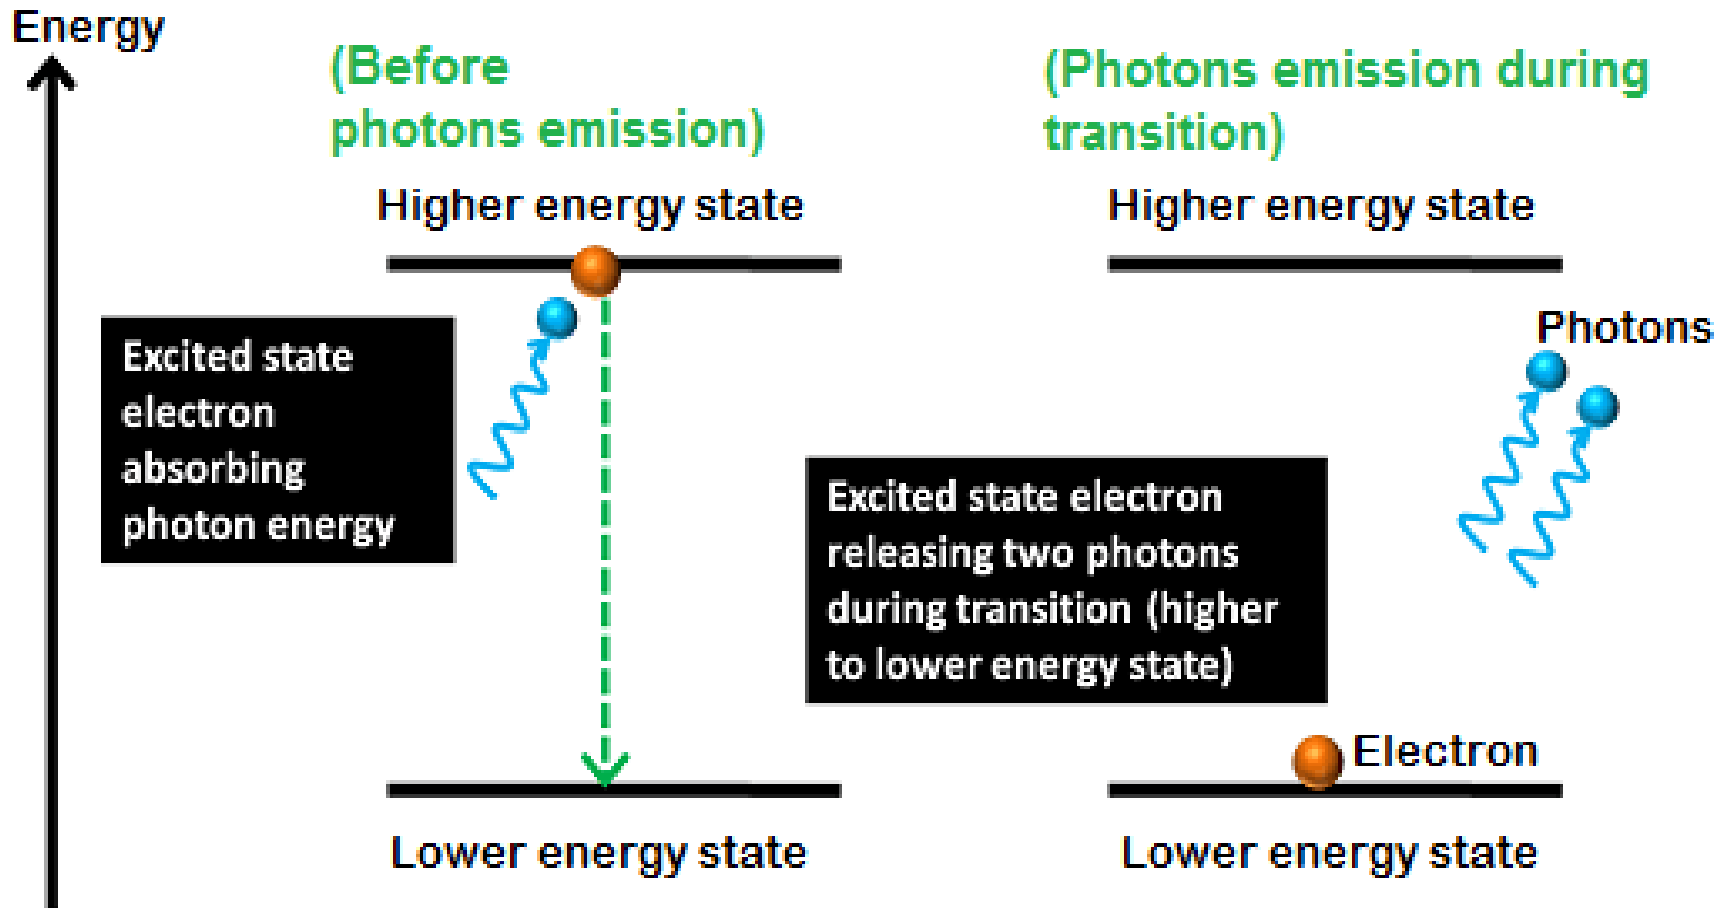 Energy
(Before
photons emission)
(Photons emission during
transition)
Higher energy state
Higher energy state
Excited state
electron
absorbing
photon energy
Photons
Excited state electron
releasing two photons
during transition (higher
to lower energy state)
Electron
Lower energy state
Lower energy state